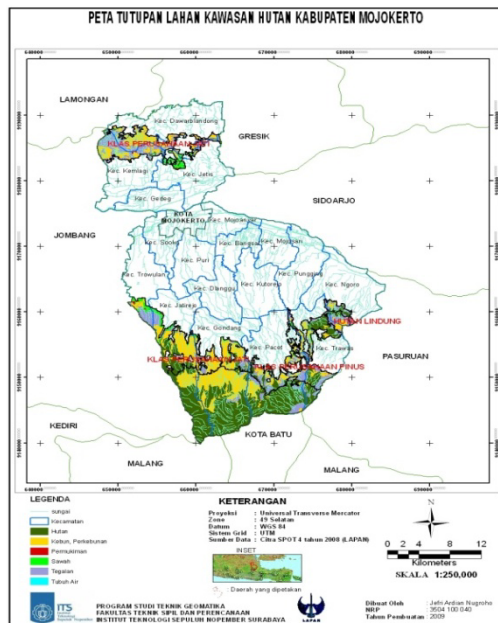 PETA TUTUPAN LAHAN KAWASAN HUTAN KABUPATEN MOJOKERTO
LAMONGAN
Kec. Dawarblandong
GRESIK
Kec. Kemlagi
Kec. Jetis
Kec. Gedeg
SIDOARJO
KOTA
MOJOKERTO
JOMBANG
Kec. Sooko
Kec. Bangsal
Kec. Puri
Kec. Trowulan
Kec. Dlanggu
Kec. Kutorejo
Kec. Pungging
Kec. Ngoro
Kec. Jatirejo
Kec. Gondang
HUTAN LINDUNG
Kec. Pacet
Kec. Trawas
PASURUAN
KEDIRI
KOTA BATU
MALANG
MALANG
LEGENDA
sungai
Kecamatan
Hutan
Kebun, Perkebunan
Permukiman
Sawah
Tegalan
Tubuh Air
KETERANGAN
Proyeksi : Universal Transverse Mercator
Zone : 49 Selatan
Datum : WGS 84
Sistem Grid : UTM
Sumber Data : Citra SPOT 4 tahun 2008 (LAPAN)
INSET
: Daerah yang dipetakan
0 2 4 8 12
Kilometers
SKALA 1:250,000
ITS
PROGRAM STUDI TEKNIK GEOMATIKA
FAKULTAS TEKNIK SIPIL DAN PERENCANAAN
INSTITUT TEKNOLOGI SEPULUH NOPEMBER SURABAYA
LAPAN
Dibuat Oleh : Jefri Ardian Nugroho
NRP : 3504 100 040
Tahun Pembuatan : 2009